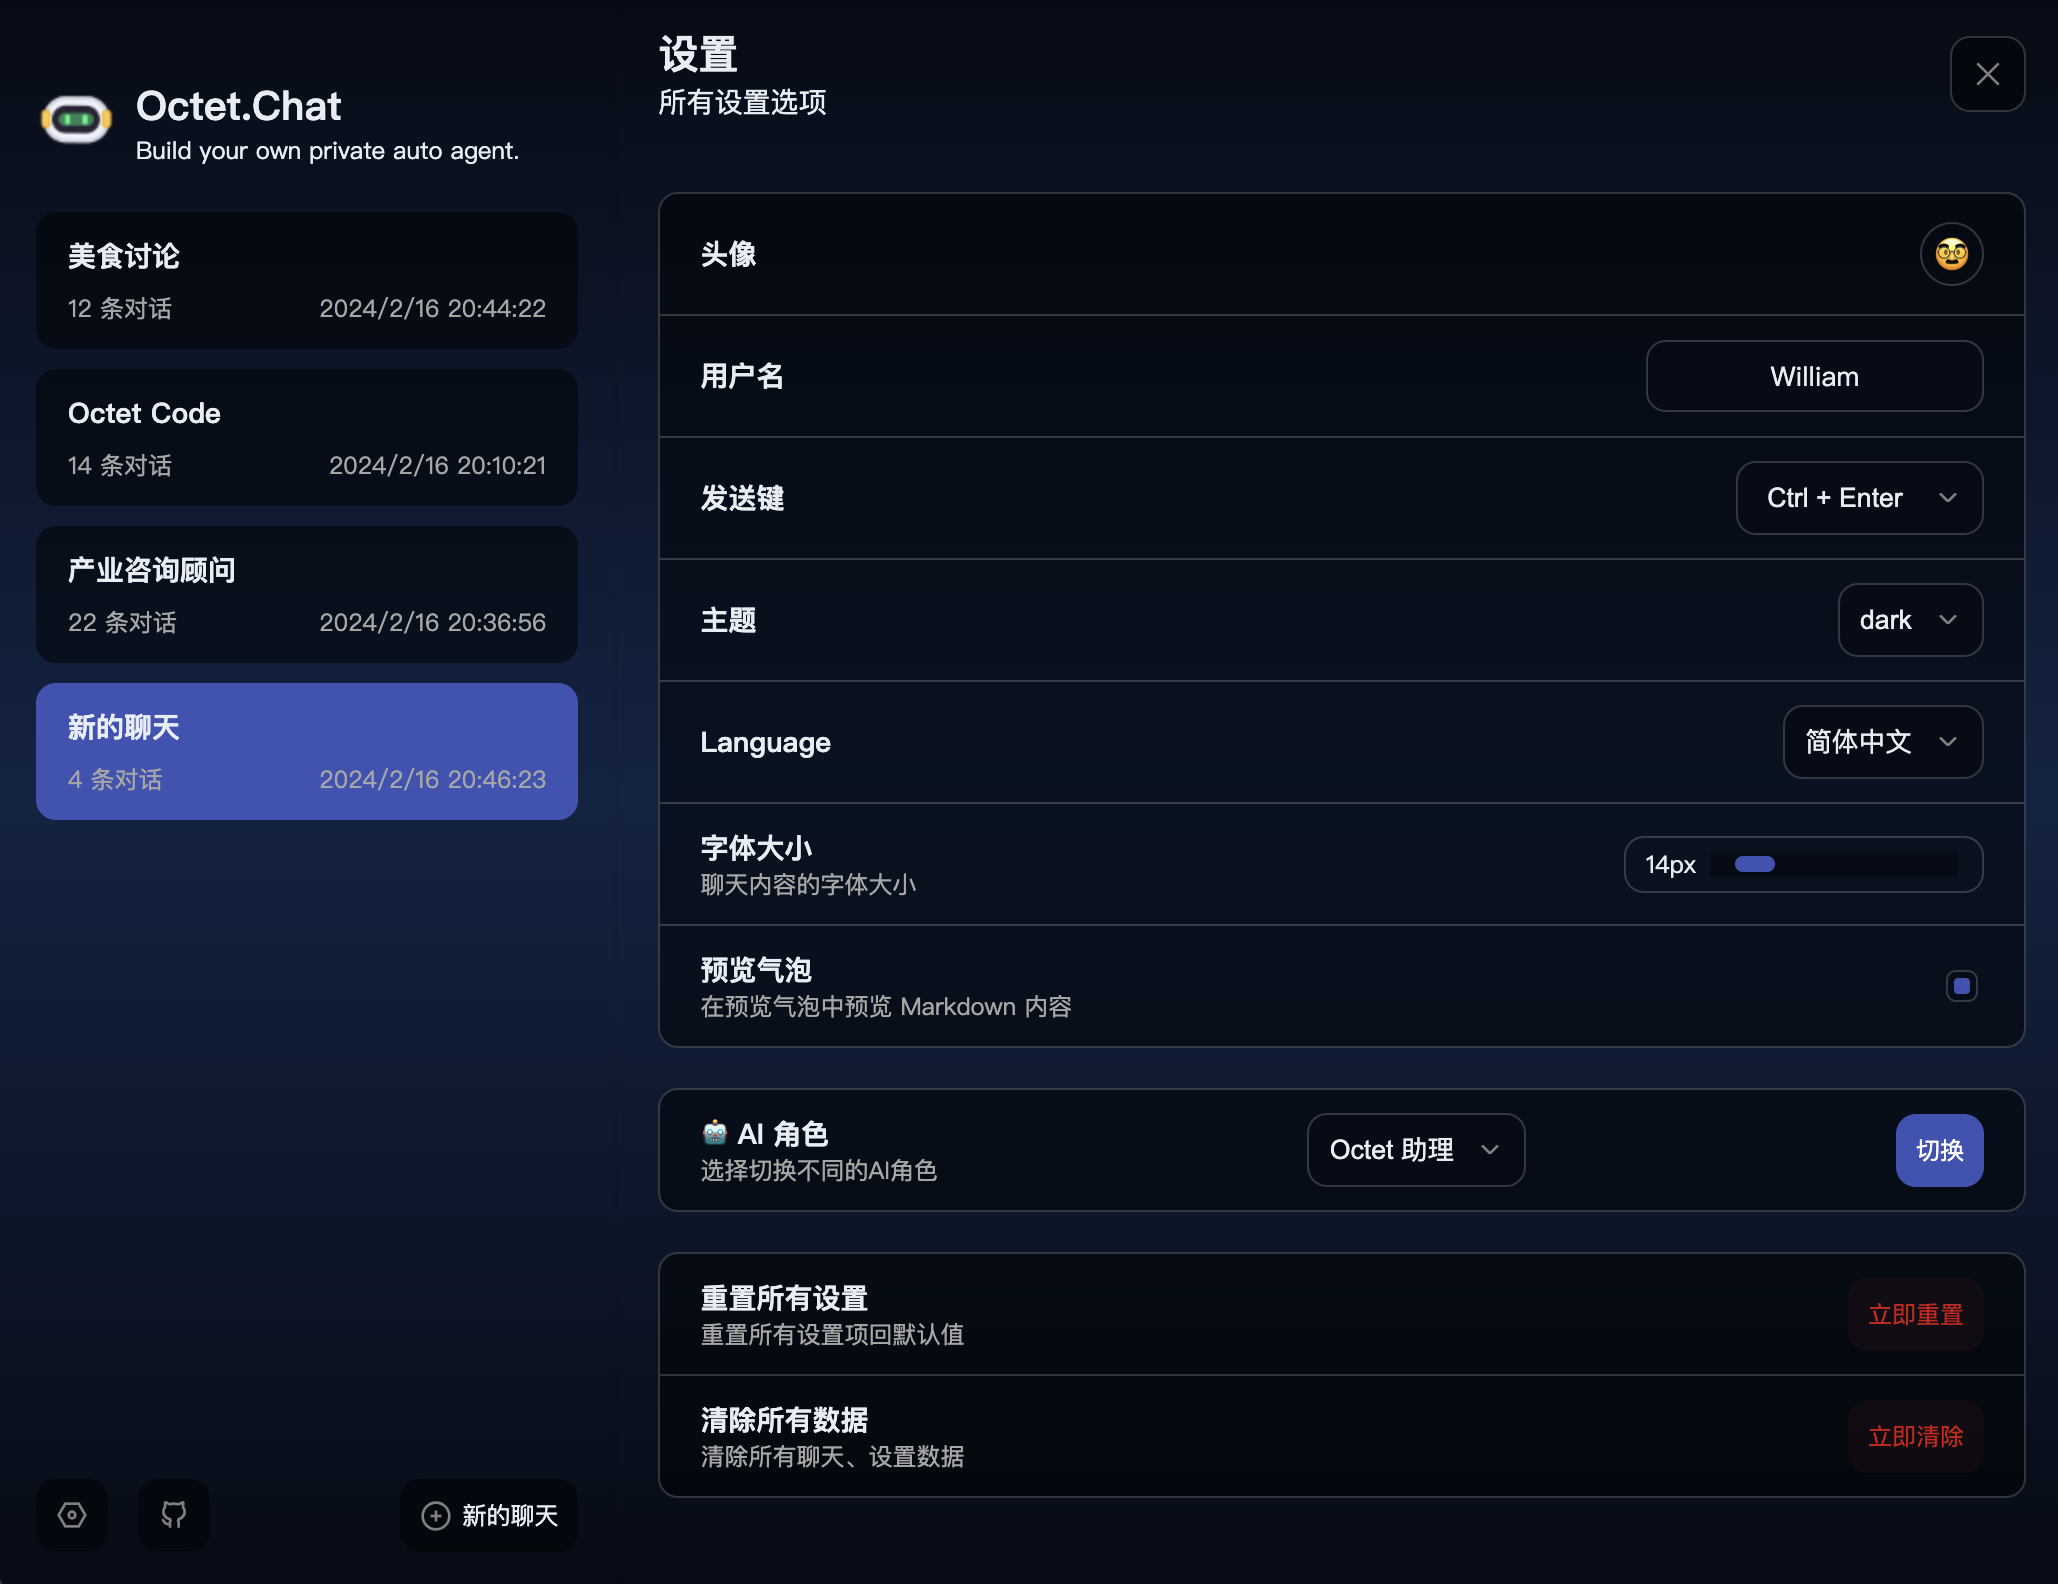 Octet.Chat
Build your own private auto agent.
美食讨论
12 条对话 2024/2/16 20:44:22
Octet Code
14 条对话 2024/2/16 20:10:21
产业咨询顾问
22 条对话 2024/2/16 20:36:56
新的聊天
4 条对话 2024/2/16 20:46:23
新的聊天
设置
所有设置选项
头像
用户名 William
发送键 Ctrl + Enter
主题 dark
Language 简体中文
字体大小
聊天内容的字体大小
14px
预览气泡
在预览气泡中预览 Markdown 内容
AI 角色
选择切换不同的AI角色
Octet 助理
切换
重置所有设置
重置所有设置项回默认值
立即重置
清除所有数据
清除所有聊天、设置数据
立即清除